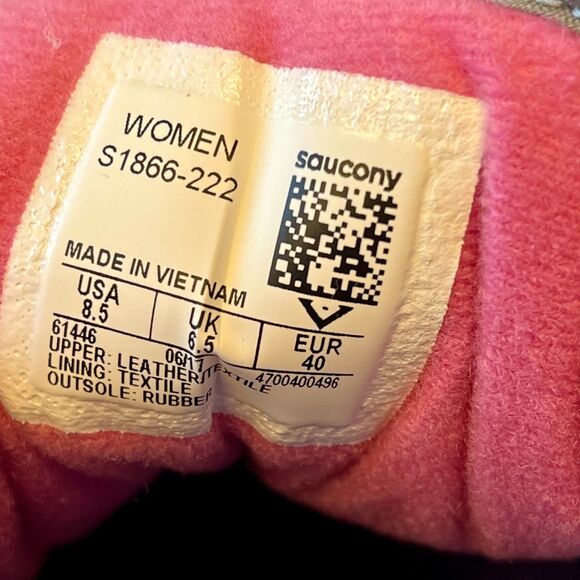 WOMEN
S1866-222
saucony
MADE IN VIETNAM
USA UK EUR
8.5 6.5 40
61446 06/17 4700400496
UPPER: LEATHER/TEXTILE
LINING: TEXTILE
OUTSOLE: RUBBER